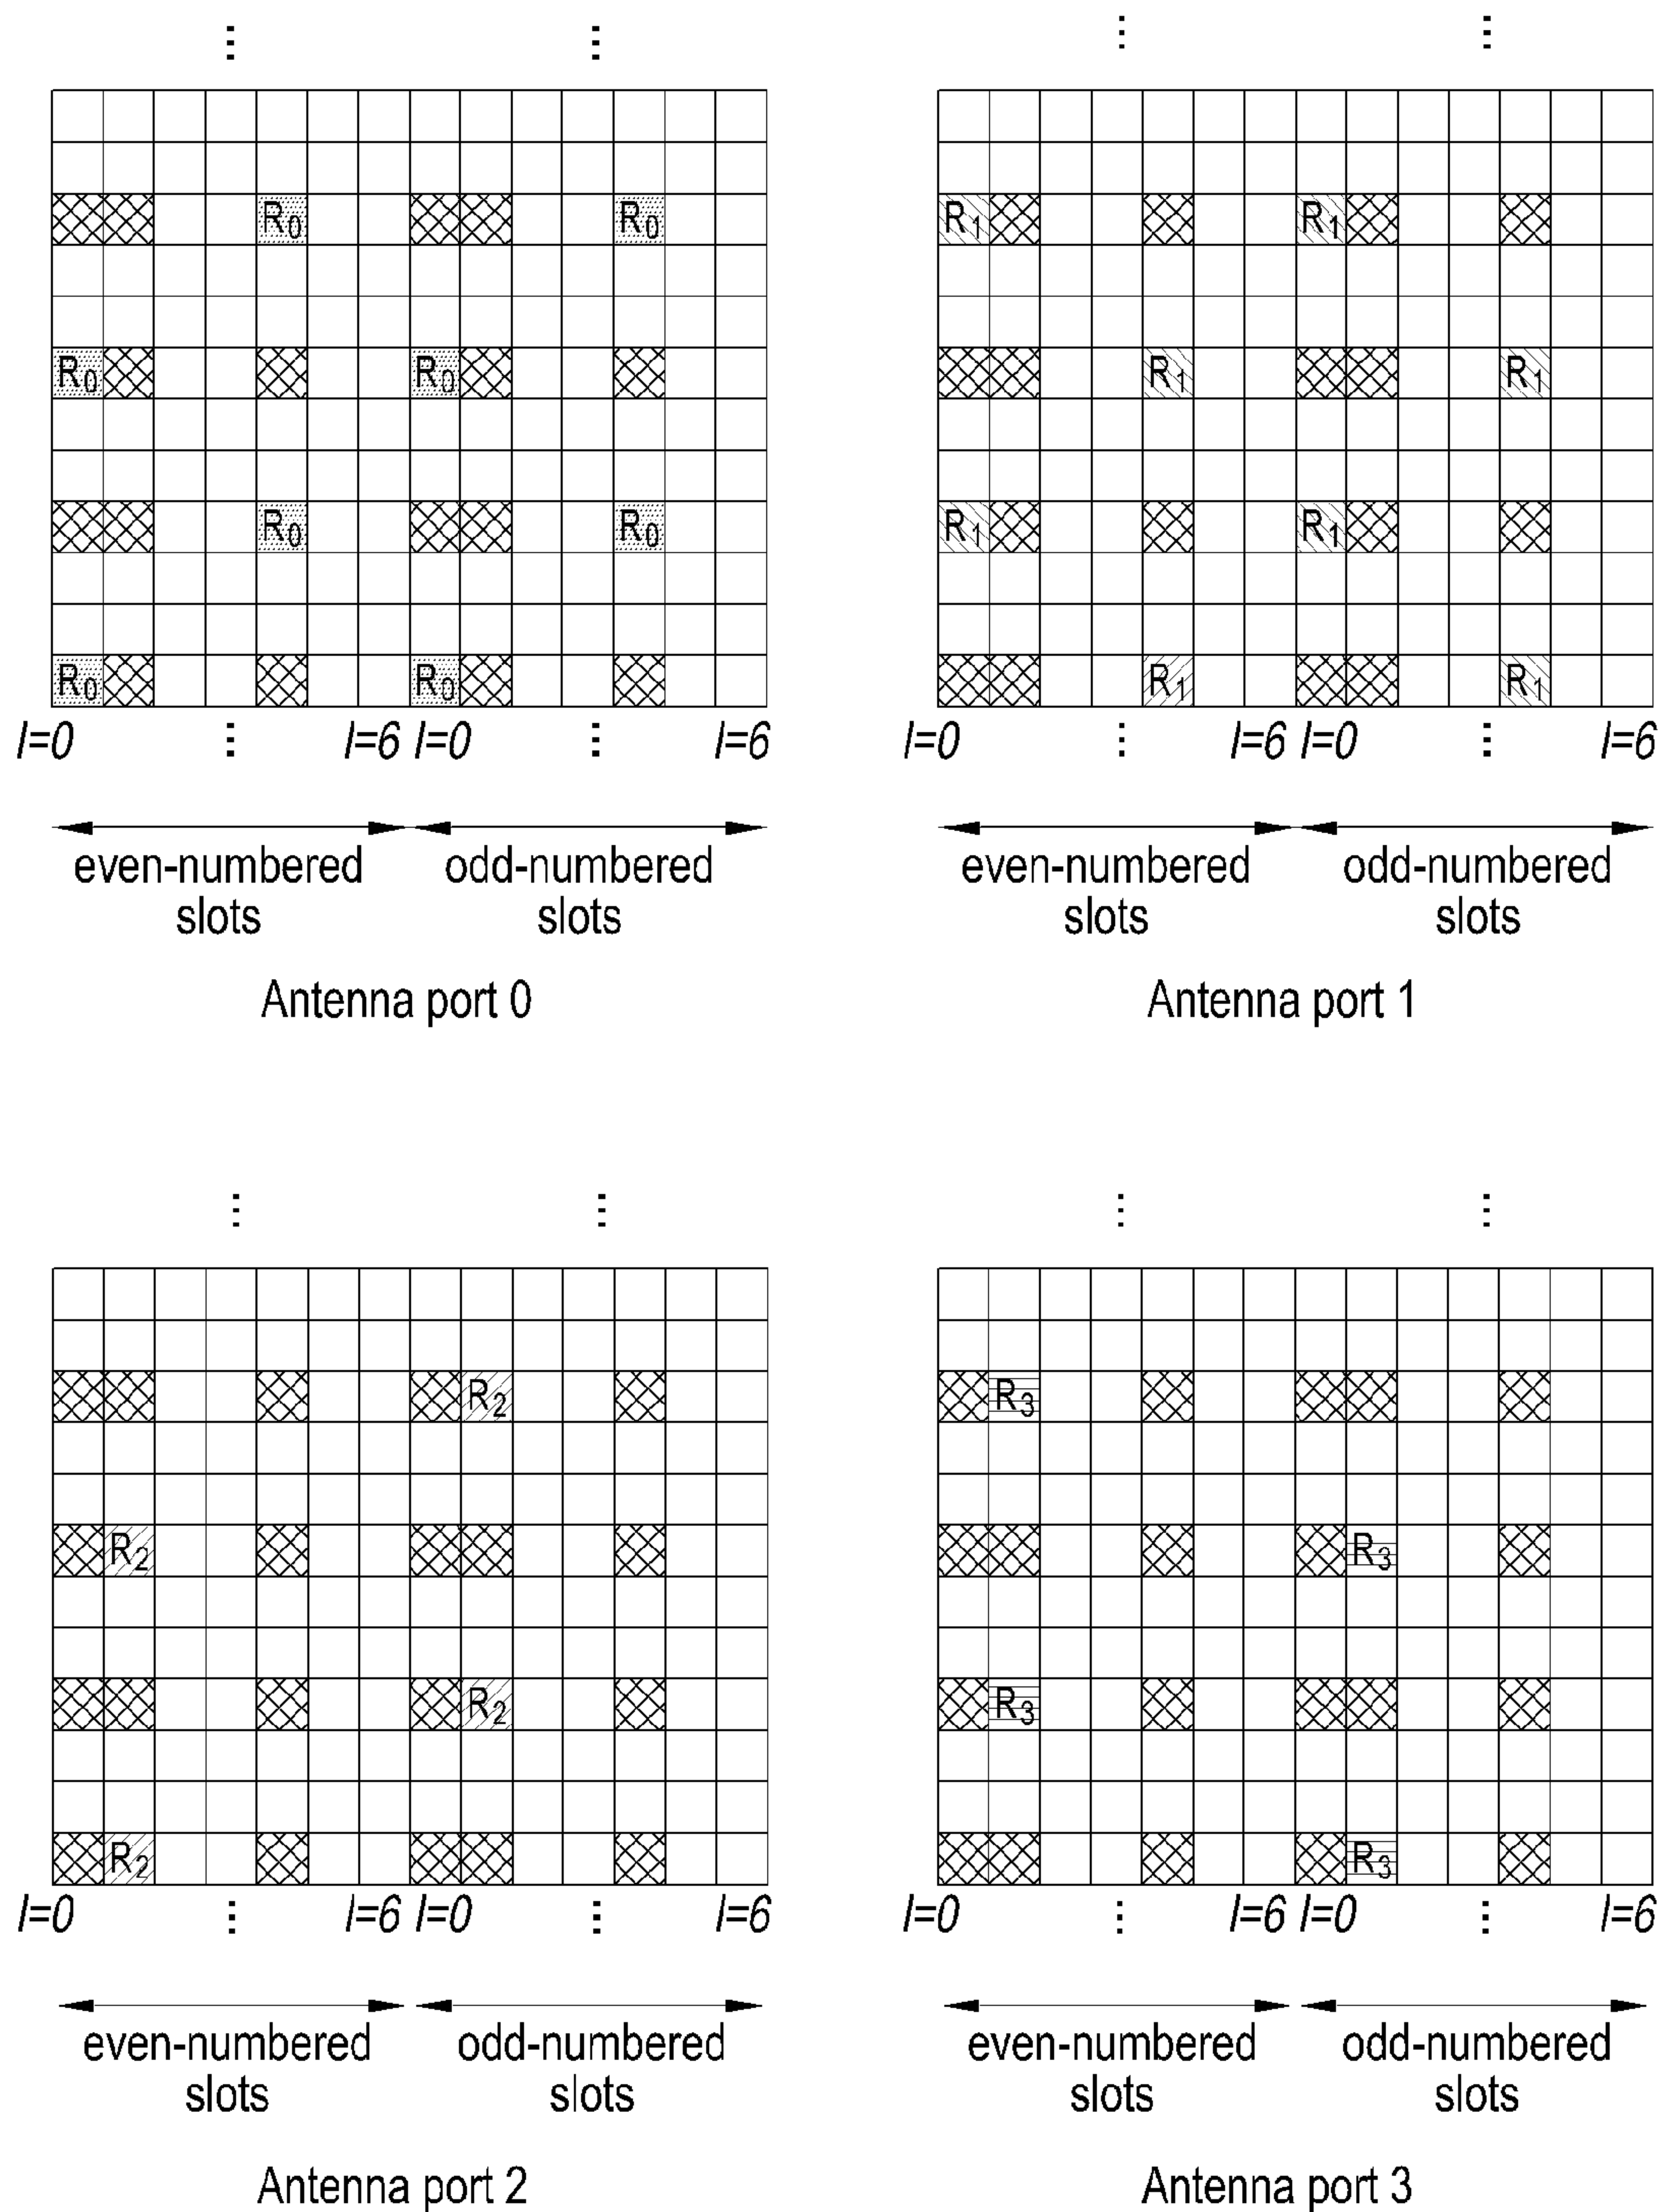 ⋮ ⋮
R0 R0
R0 R0
R0 R0
R0 R0
l=0 ⋮ l=6 l=0 ⋮ l=6
even-numbered slots
odd-numbered slots
Antenna port 0
⋮ ⋮
R1 R1
R1 R1
R1 R1
R1 R1
l=0 ⋮ l=6 l=0 ⋮ l=6
even-numbered slots
odd-numbered slots
Antenna port 1
⋮ ⋮
R2
R2
R2
R2
l=0 ⋮ l=6 l=0 ⋮ l=6
even-numbered slots
odd-numbered slots
Antenna port 2
⋮ ⋮
R3
R3
R3
R3
l=0 ⋮ l=6 l=0 ⋮ l=6
even-numbered slots
odd-numbered slots
Antenna port 3